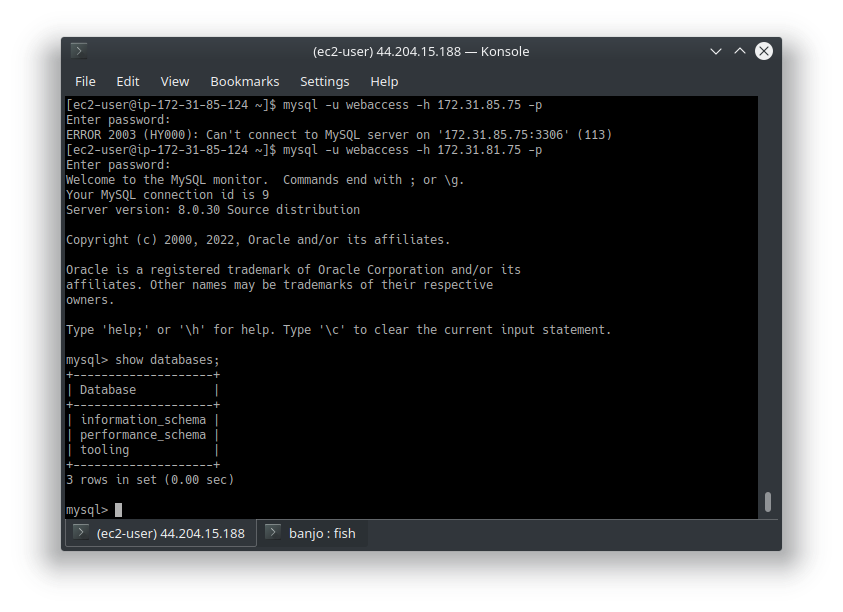 (ec2-user) 44.204.15.188 — Konsole
File Edit View Bookmarks Settings Help
[ec2-user@ip-172-31-85-124 ~]$ mysql -u webaccess -h 172.31.85.75 -p
Enter password:
ERROR 2003 (HY000): Can't connect to MySQL server on '172.31.85.75:3306' (113)
[ec2-user@ip-172-31-85-124 ~]$ mysql -u webaccess -h 172.31.81.75 -p
Enter password:
Welcome to the MySQL monitor.  Commands end with ; or \g.
Your MySQL connection id is 9
Server version: 8.0.30 Source distribution

Copyright (c) 2000, 2022, Oracle and/or its affiliates.

Oracle is a registered trademark of Oracle Corporation and/or its
affiliates. Other names may be trademarks of their respective
owners.

Type 'help;' or '\h' for help. Type '\c' to clear the current input statement.

mysql> show databases;
+--------------------+
| Database           |
+--------------------+
| information_schema |
| performance_schema |
| tooling            |
+--------------------+
3 rows in set (0.00 sec)

mysql>
(ec2-user) 44.204.15.188 banjo : fish